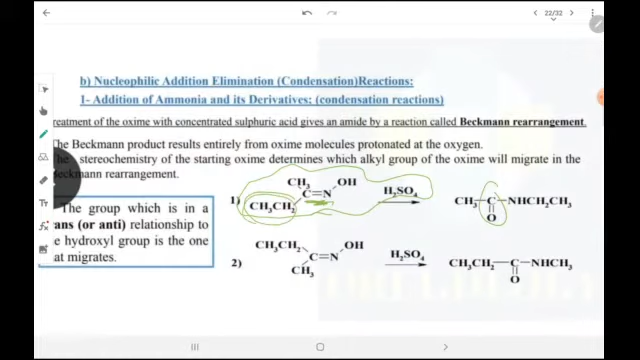 22/32
b) Nucleophilic Addition Elimination (Condensation)Reactions:
1- Addition of Ammonia and its Derivatives: (condensation reactions)
reatment of the oxime with concentrated sulphuric acid gives an amide by a reaction called Beckmann rearrangement.
The Beckmann product results entirely from oxime molecules protonated at the oxygen.
stereochemistry of the starting oxime determines which alkyl group of the oxime will migrate in the
eckmann rearrangement.
The group which is in a
ans (or anti) relationship to
e hydroxyl group is the one
at migrates.
1)
CH₃
OH
C=N
CH₃CH₂
H₂SO₄
CH₃-C-NHCH₂CH₃
O
2)
CH₃CH₂
OH
C=N
CH₃
H₂SO₄
CH₃CH₂-C-NHCH₃
O